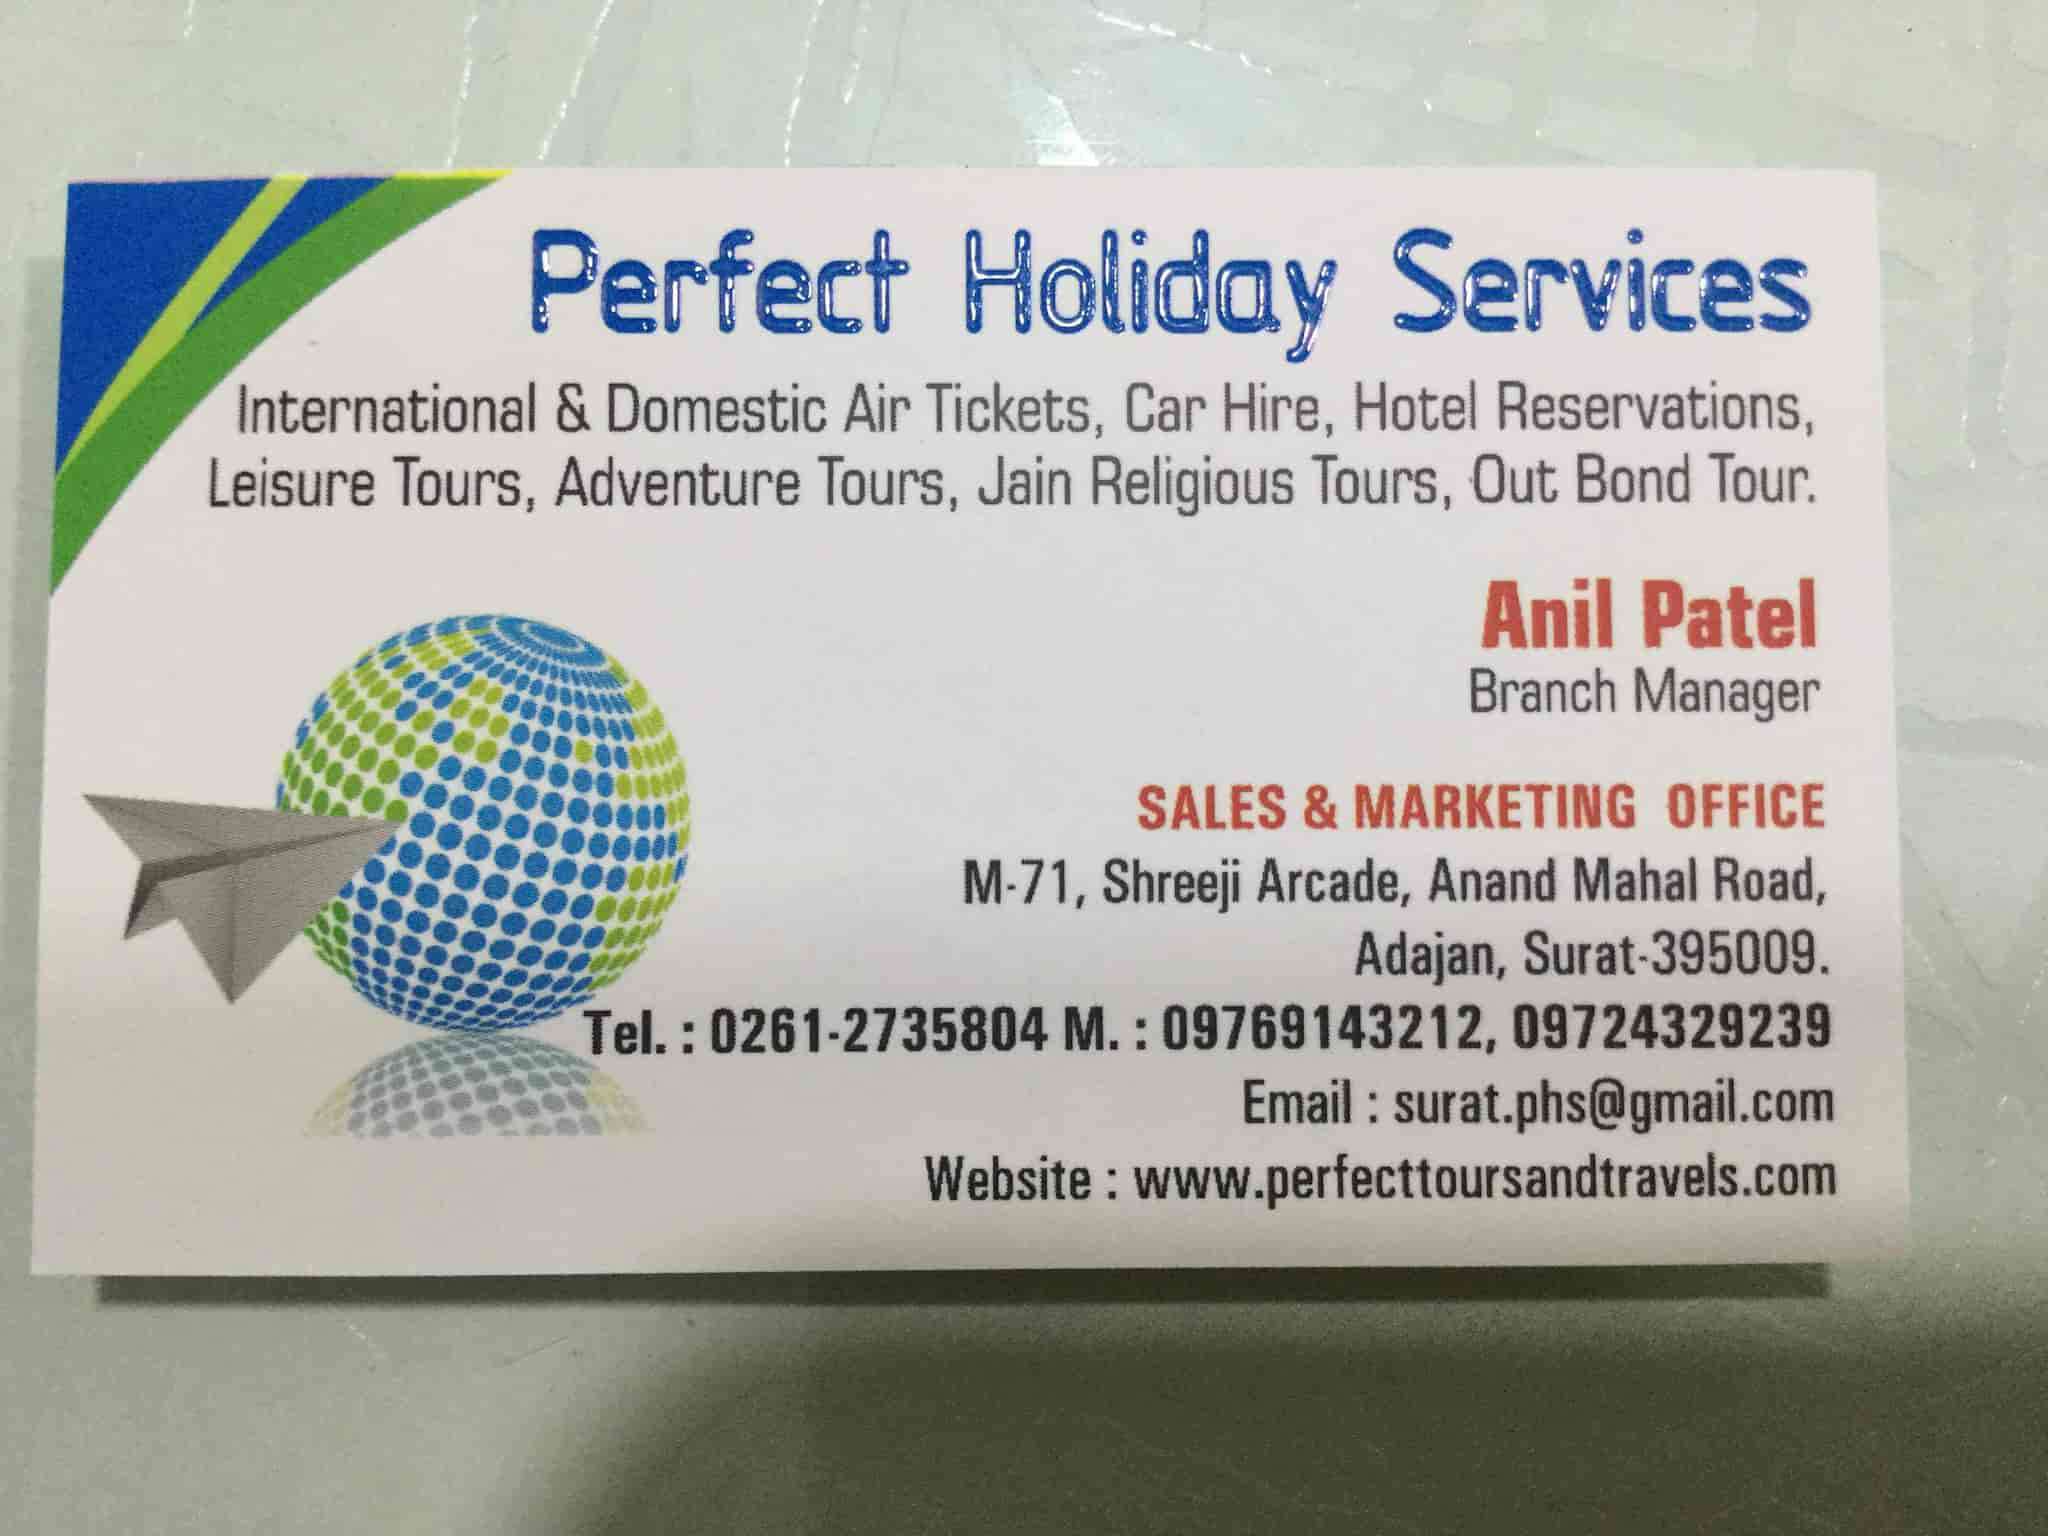 Perfect Holiday Services
International & Domestic Air Tickets, Car Hire, Hotel Reservations,
Leisure Tours, Adventure Tours, Jain Religious Tours, Out Bond Tour.
Anil Patel
Branch Manager
SALES & MARKETING OFFICE
M-71, Shreeji Arcade, Anand Mahal Road,
Adajan, Surat-395009.
Tel. : 0261-2735804 M. : 09769143212, 09724329239
Email : surat.phs@gmail.com
Website : www.perfecttoursandtravels.com